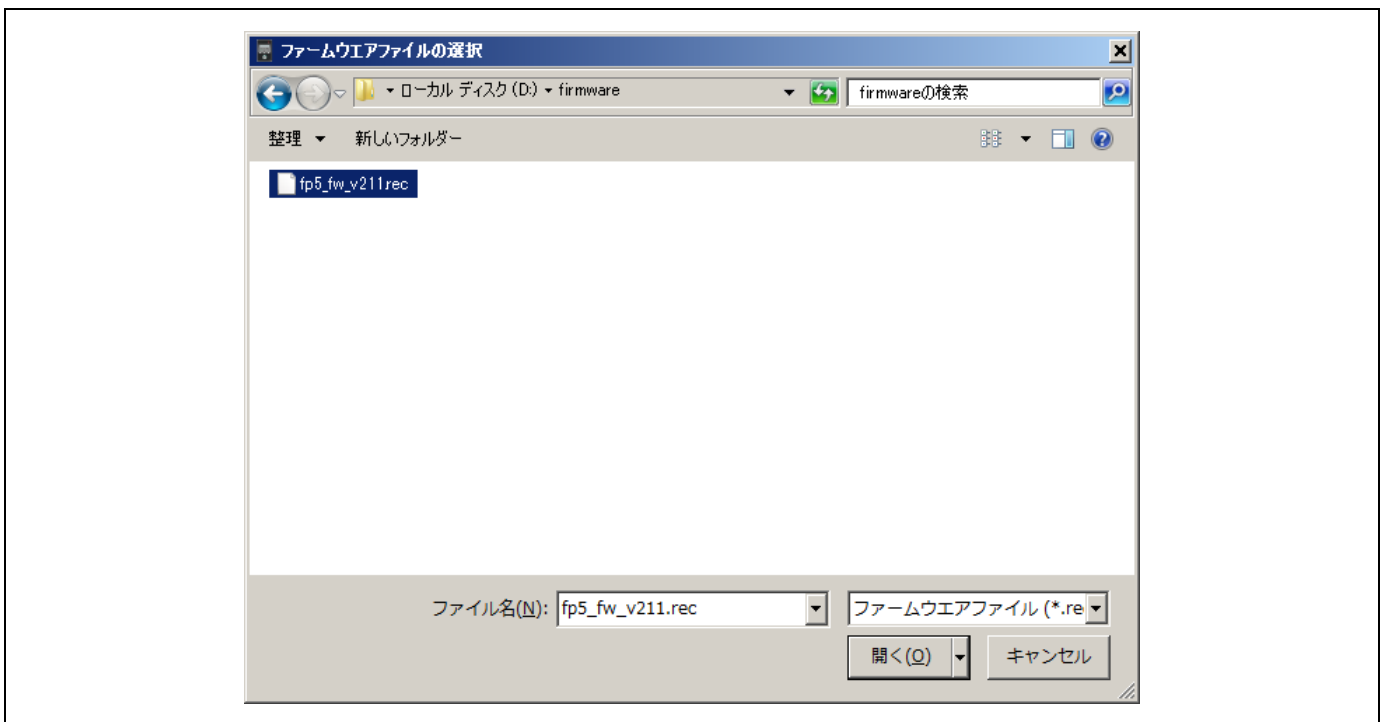 ファームウエアファイルの選択
ローカル ディスク (D:) firmware
firmwareの検索
整理 新しいフォルダー
fp5_fw_v211.rec
ファイル名(N): fp5_fw_v211.rec
ファームウエアファイル (*.re
開く(O) キャンセル